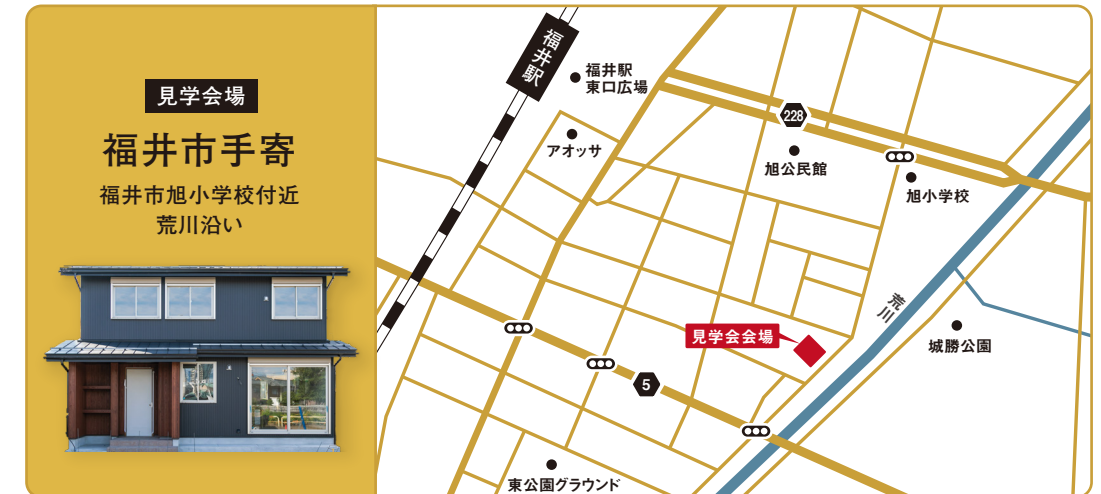 見学会場
福井市手寄
福井市旭小学校付近
荒川沿い
福井駅
福井駅
東口広場
アオッサ
228
旭公民館
旭小学校
荒川
見学会会場
城勝公園
5
東公園グラウンド